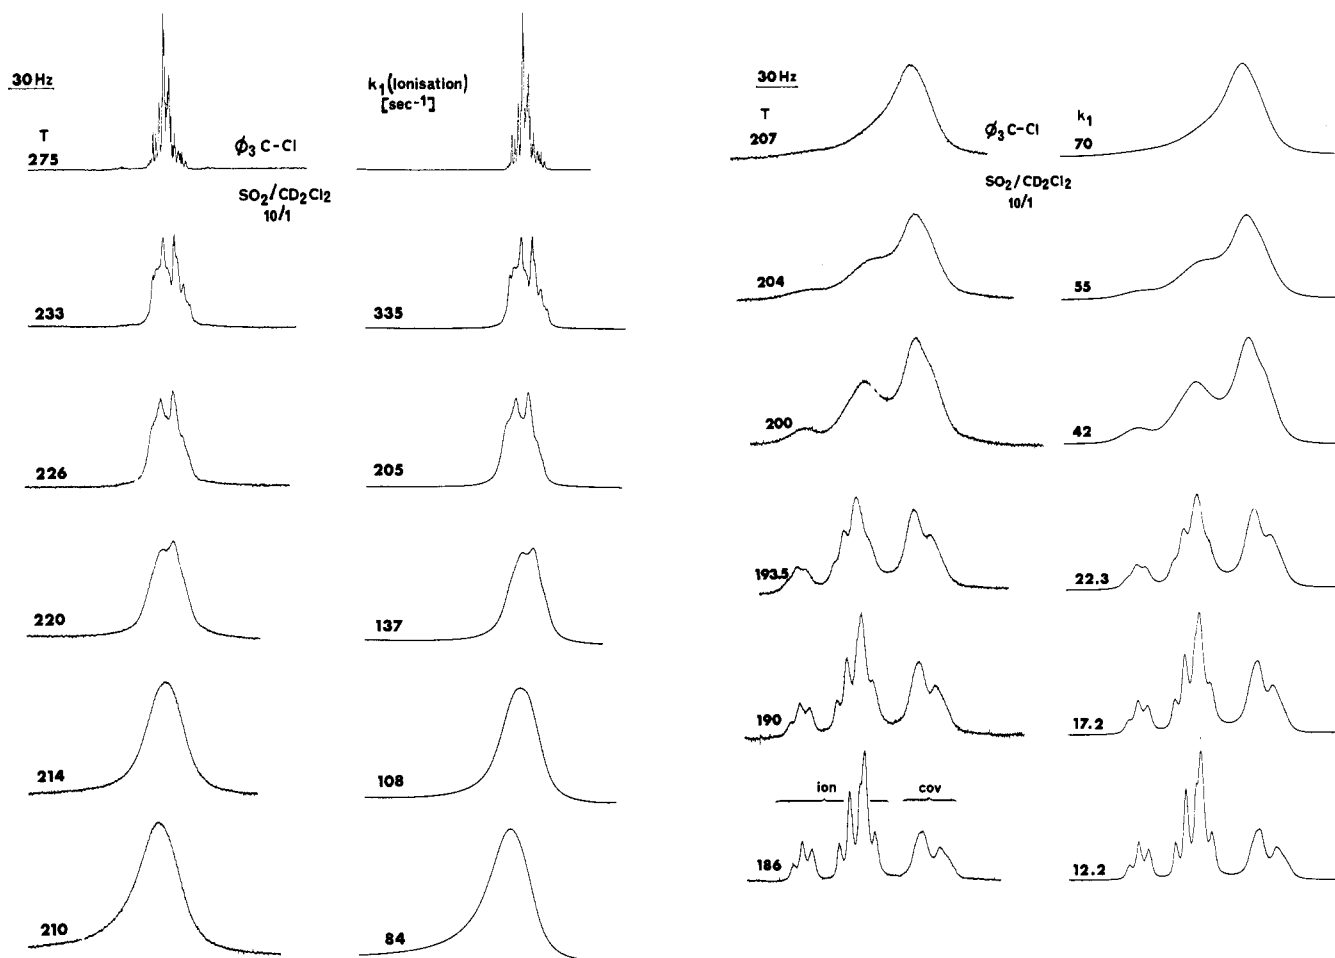 30 Hz
T
275
ϕ₃C-Cl
SO₂/CD₂Cl₂
10/1
k₁ (Ionisation)
[sec⁻¹]
233
335
226
205
220
137
214
108
210
84
30 Hz
T
207
ϕ₃C-Cl
SO₂/CD₂Cl₂
10/1
k₁
70
204
55
200
42
193.5
22.3
190
17.2
ion
cov
186
12.2